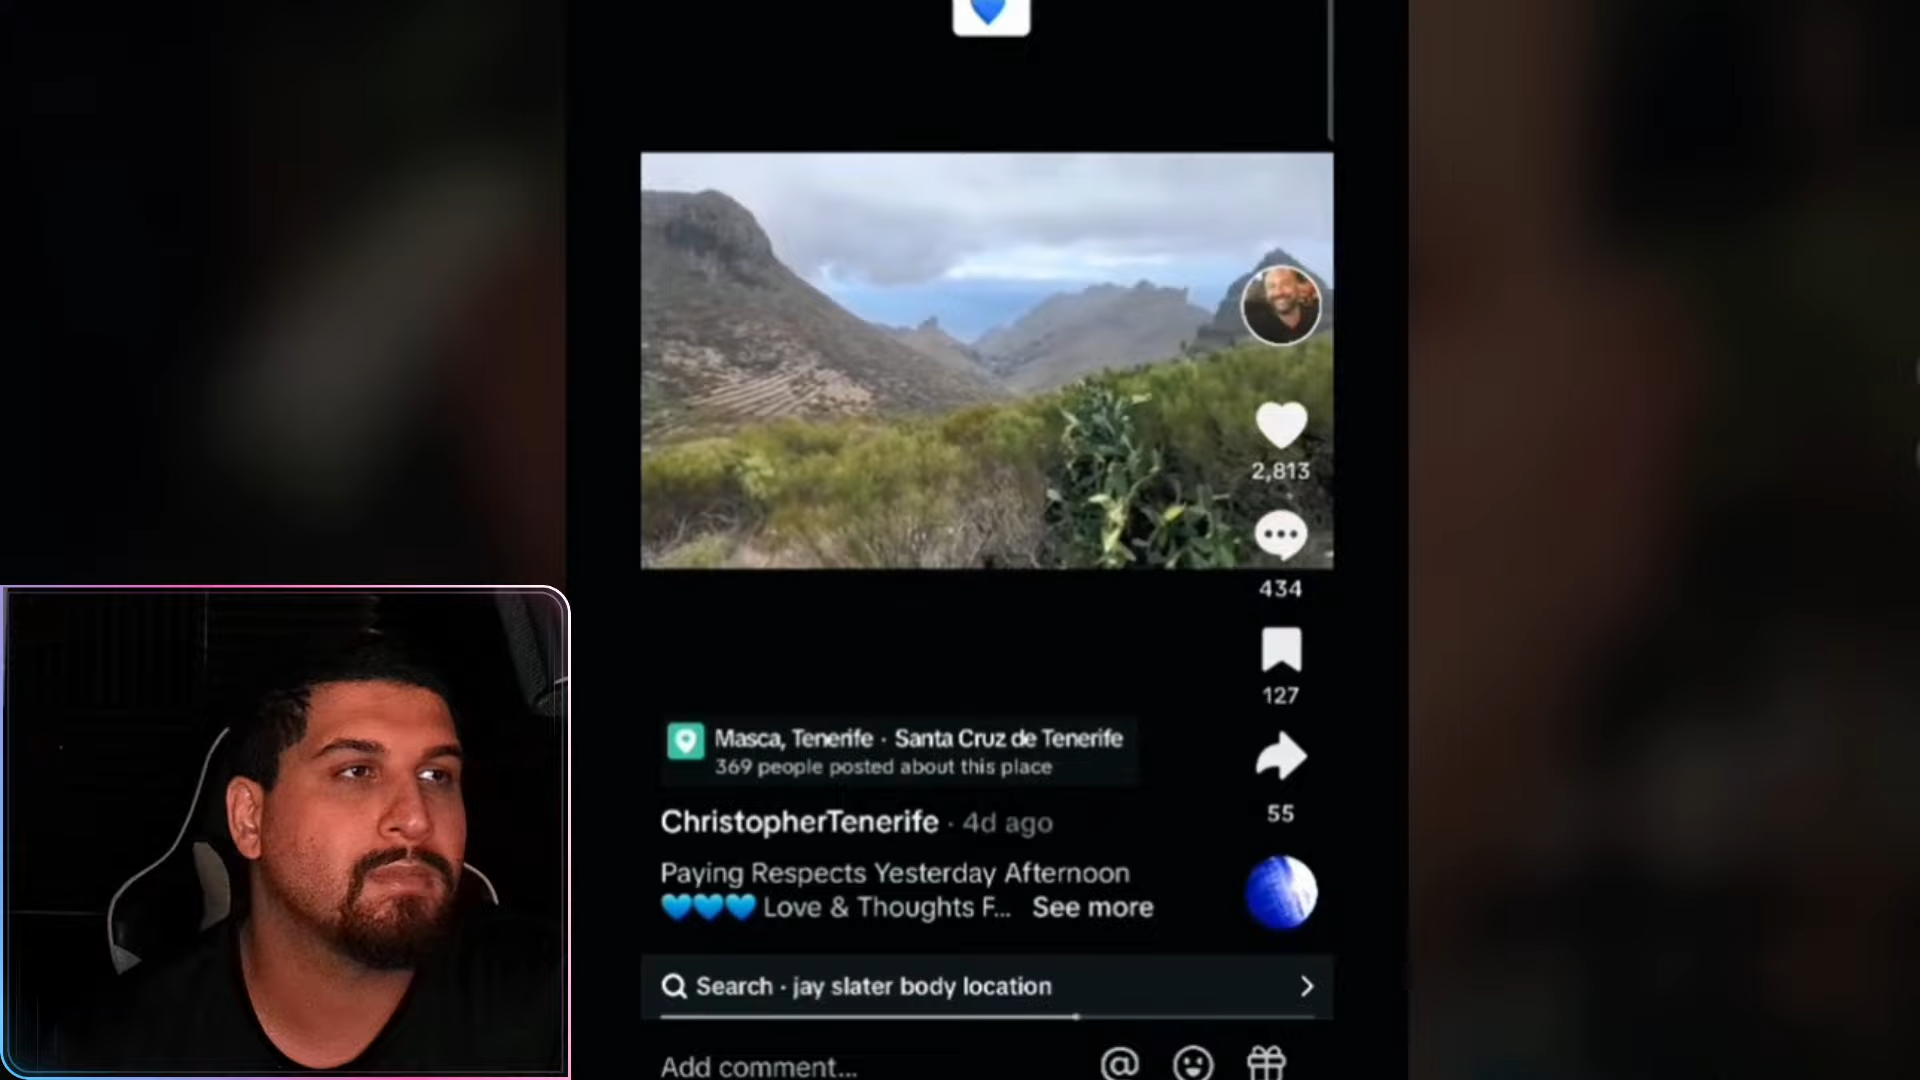 2,813
434
127
Masca, Tenerife · Santa Cruz de Tenerife
369 people posted about this place
55
ChristopherTenerife · 4d ago
Paying Respects Yesterday Afternoon
💙💙💙 Love & Thoughts F... See more
Search · jay slater body location
Add comment...